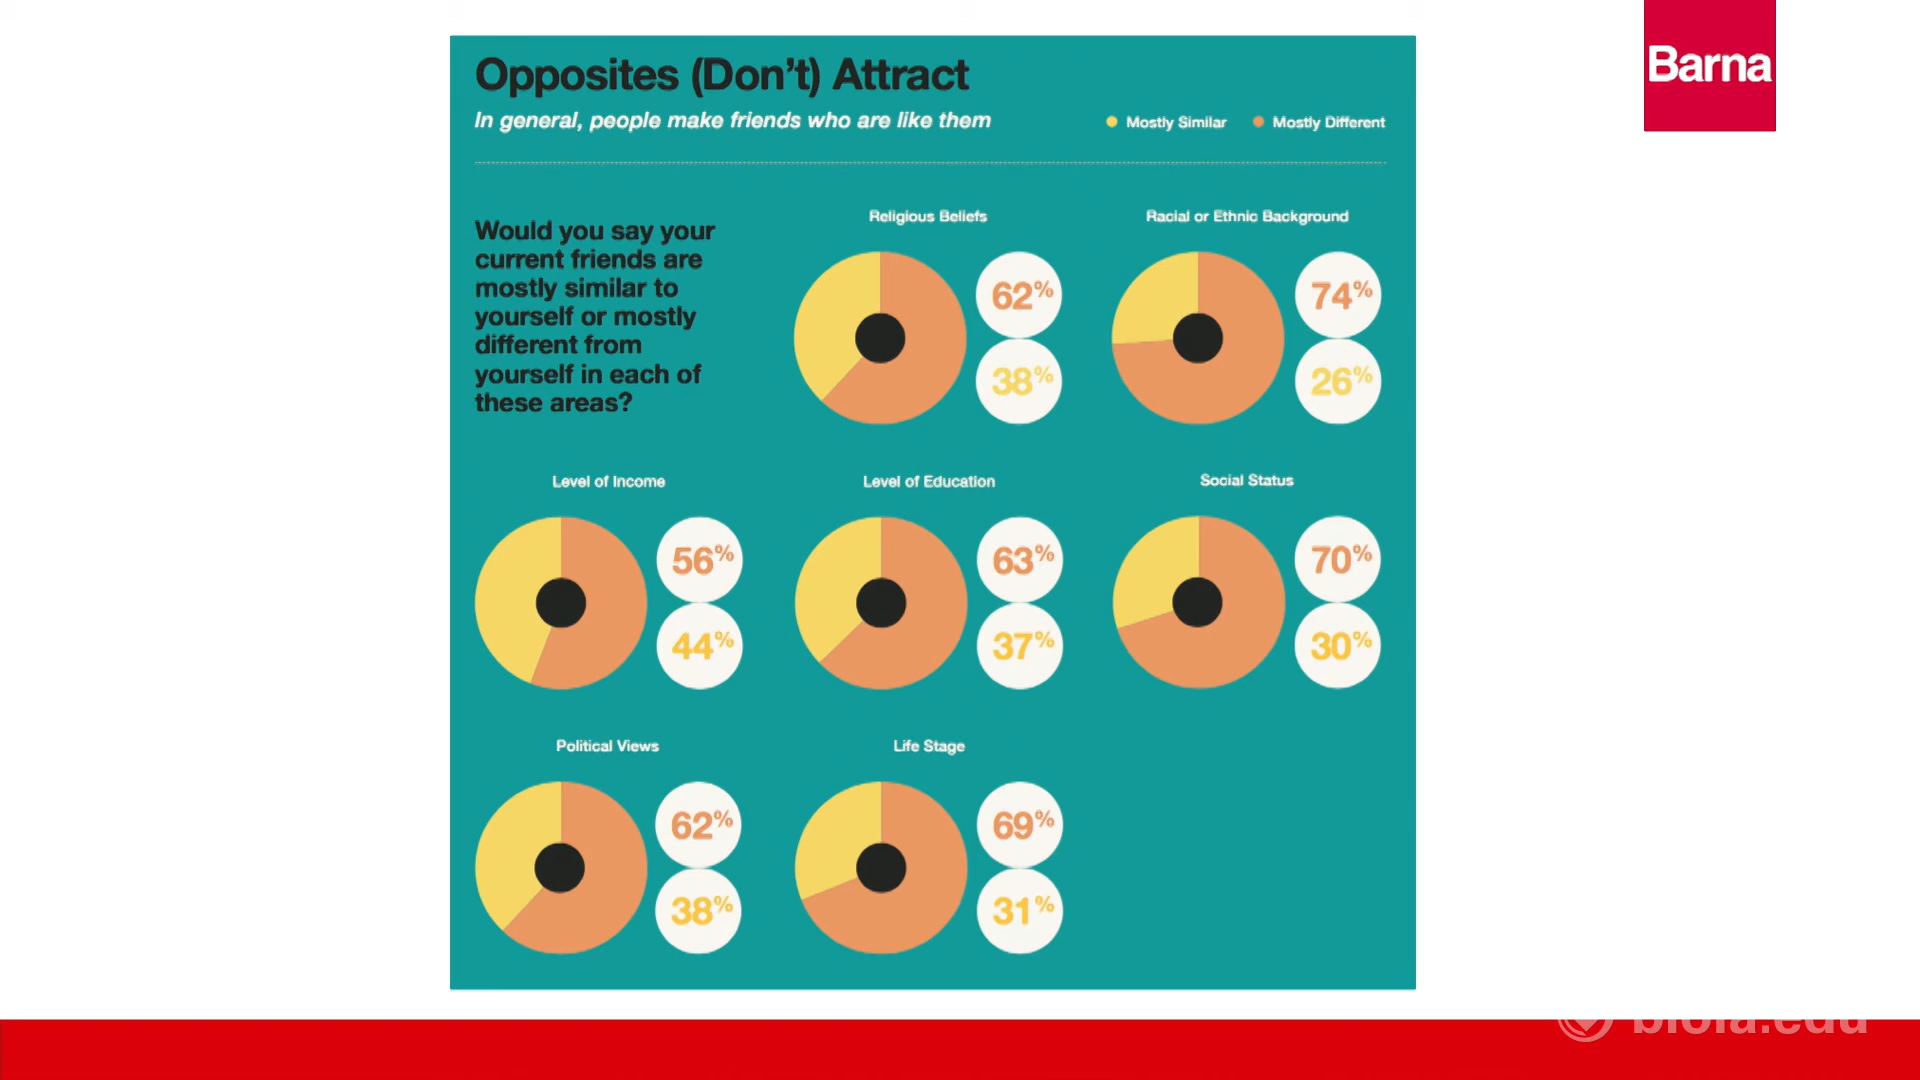 Barna
Opposites (Don't) Attract
In general, people make friends who are like them
Mostly Similar
Mostly Different
Would you say your
current friends are
mostly similar to
yourself or mostly
different from
yourself in each of
these areas?
Religious Beliefs
62%
38%
Racial or Ethnic Background
74%
26%
Level of Income
56%
44%
Level of Education
63%
37%
Social Status
70%
30%
Political Views
62%
38%
Life Stage
69%
31%
biola.edu